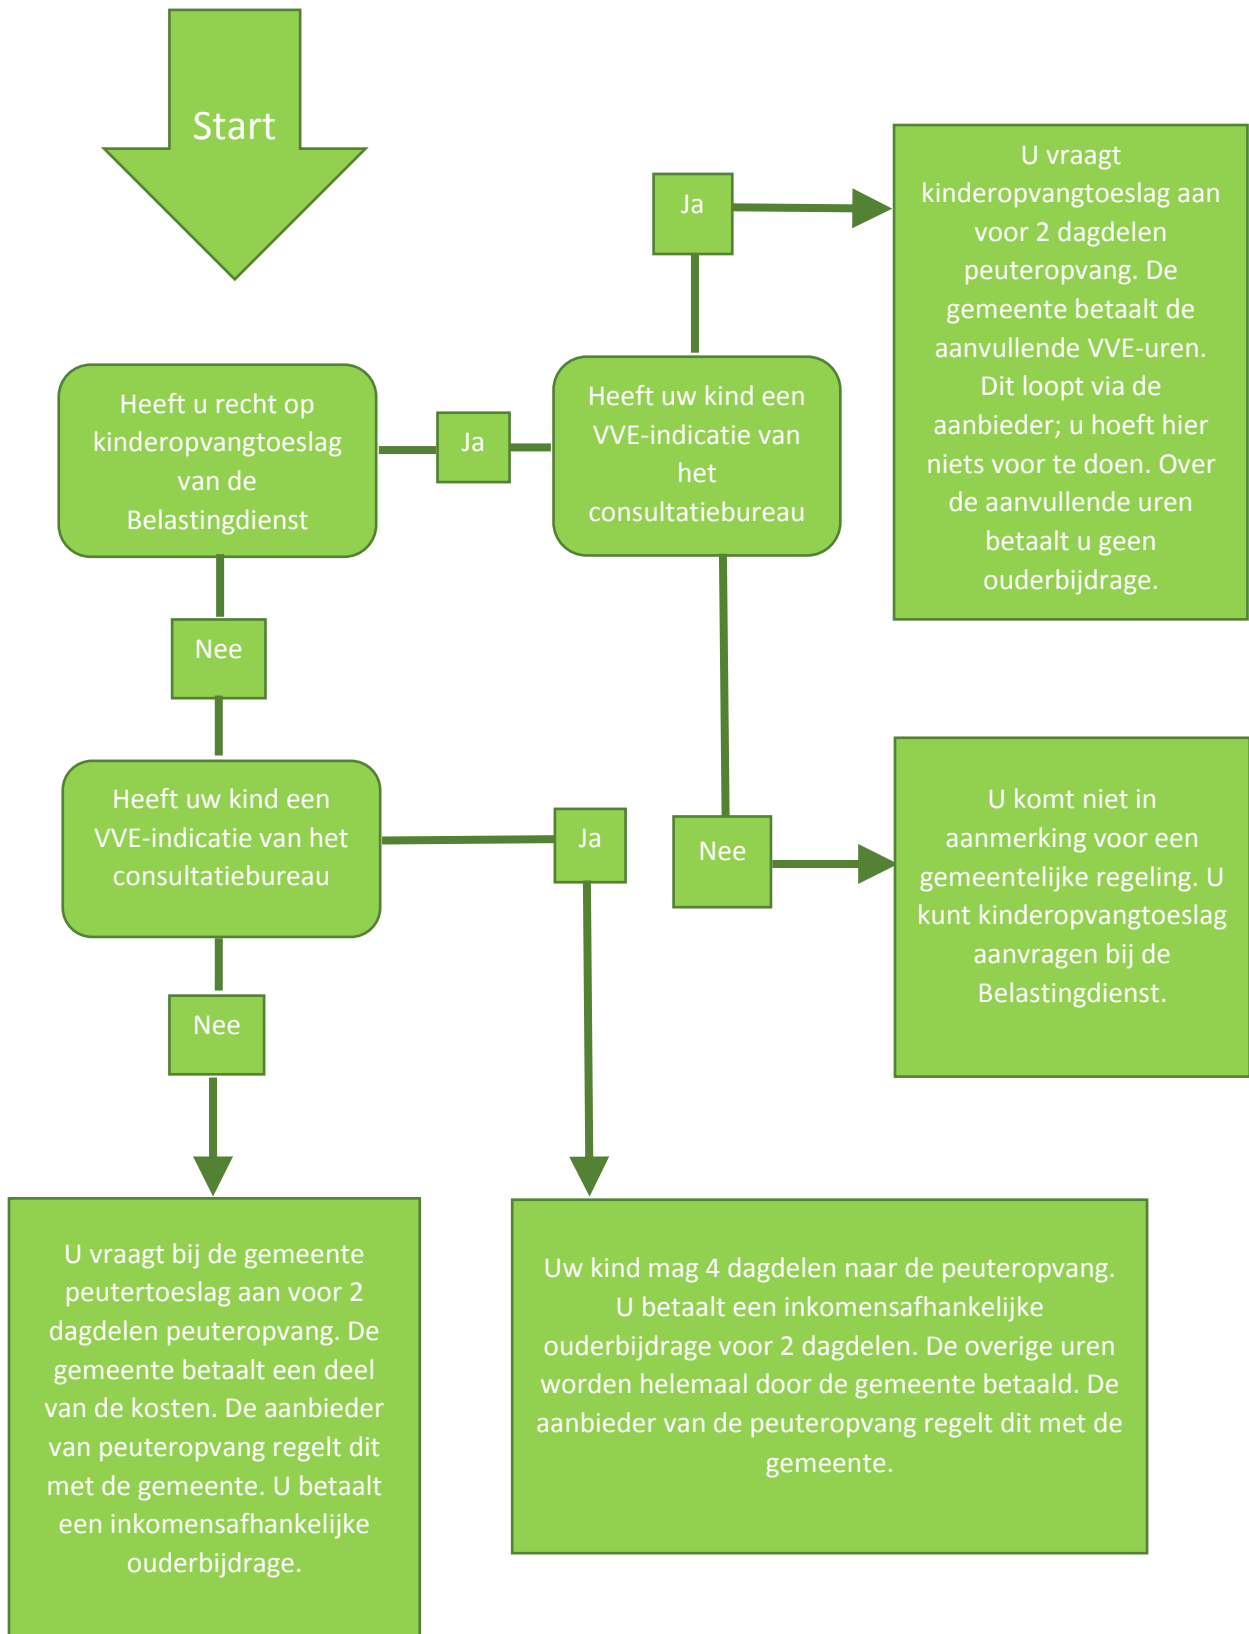 Start
Ja
U vraagt
kinderopvangtoeslag aan
voor 2 dagdelen
peuteropvang. De
gemeente betaalt de
aanvullende VVE-uren.
Dit loopt via de
aanbieder; u hoeft hier
niets voor te doen. Over
de aanvullende uren
betaalt u geen
ouderbijdrage.
Heeft u recht op
kinderopvangtoeslag
van de
Belastingdienst
Ja
Heeft uw kind een
VVE-indicatie van
het
consultatiebureau
Nee
Heeft uw kind een
VVE-indicatie van het
consultatiebureau
Ja
Nee
U komt niet in
aanmerking voor een
gemeentelijke regeling. U
kunt kinderopvangtoeslag
aanvragen bij de
Belastingdienst.
Nee
U vraagt bij de gemeente
peutertoeslag aan voor 2
dagdelen peuteropvang. De
gemeente betaalt een deel
van de kosten. De aanbieder
van peuteropvang regelt dit
met de gemeente. U betaalt
een inkomensafhankelijke
ouderbijdrage.
Uw kind mag 4 dagdelen naar de peuteropvang.
U betaalt een inkomensafhankelijke
ouderbijdrage voor 2 dagdelen. De overige uren
worden helemaal door de gemeente betaald. De
aanbieder van de peuteropvang regelt dit met de
gemeente.